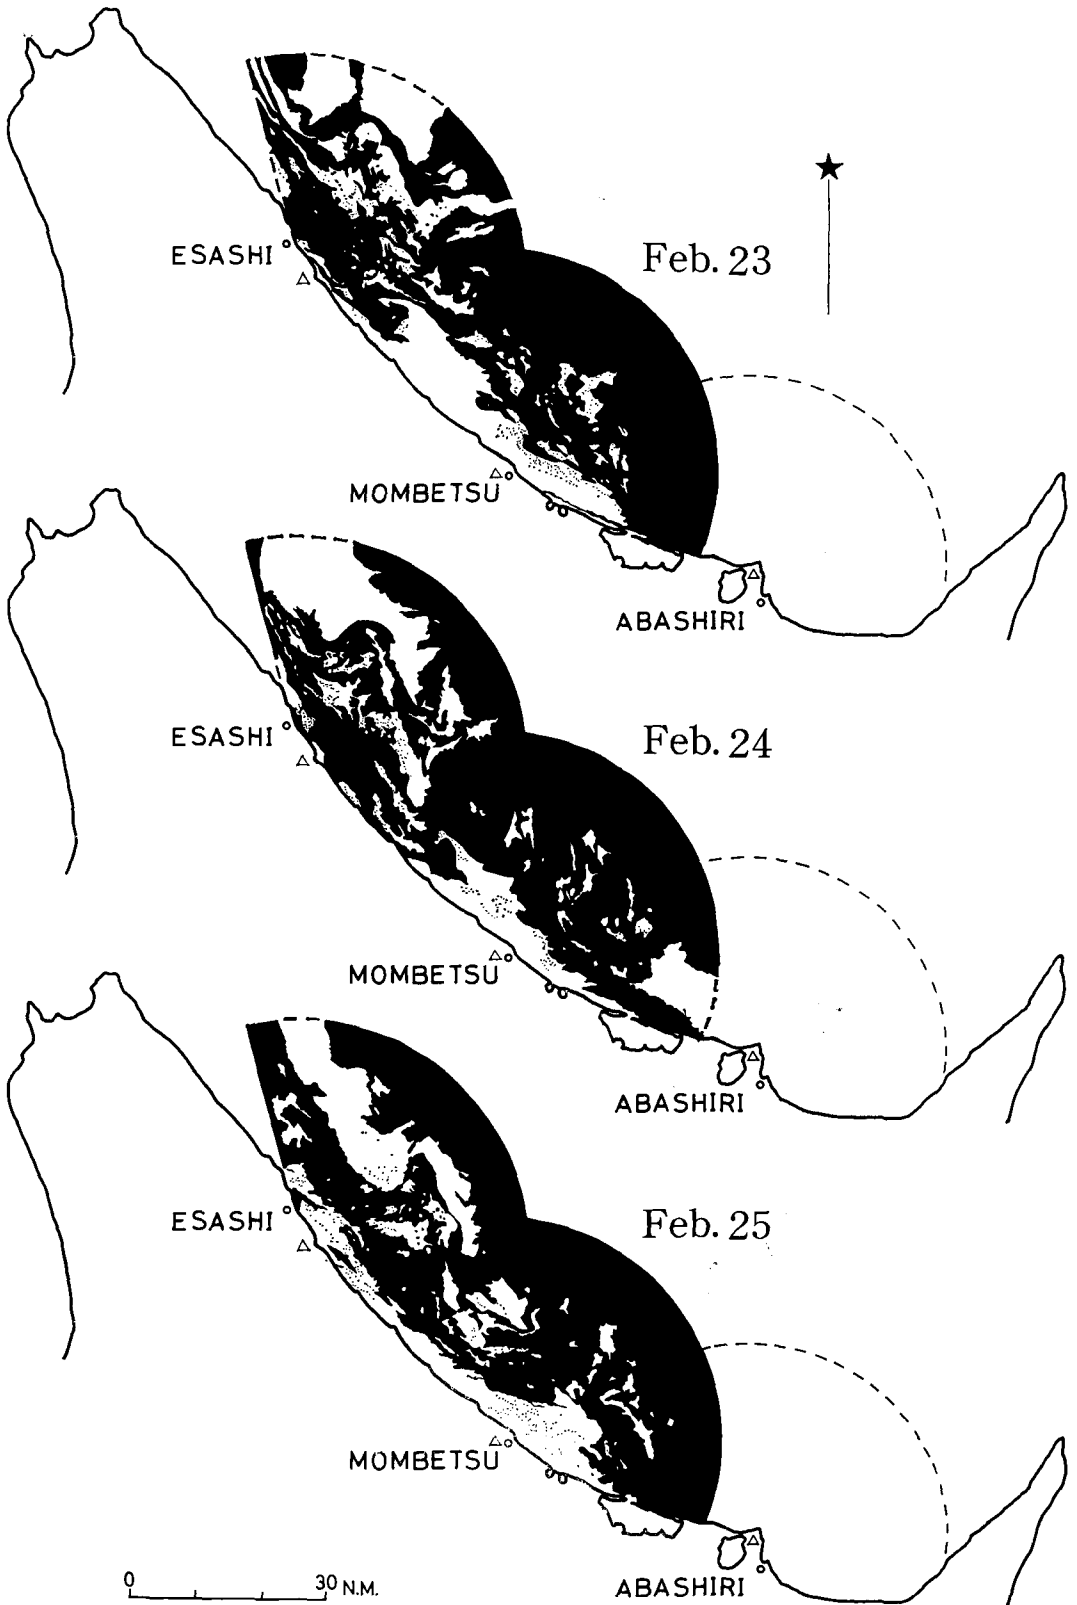 Feb. 23
ESASHI
MOMBETSU
ABASHIRI
Feb. 24
ESASHI
MOMBETSU
ABASHIRI
Feb. 25
ESASHI
MOMBETSU
ABASHIRI
0 30 N.M.